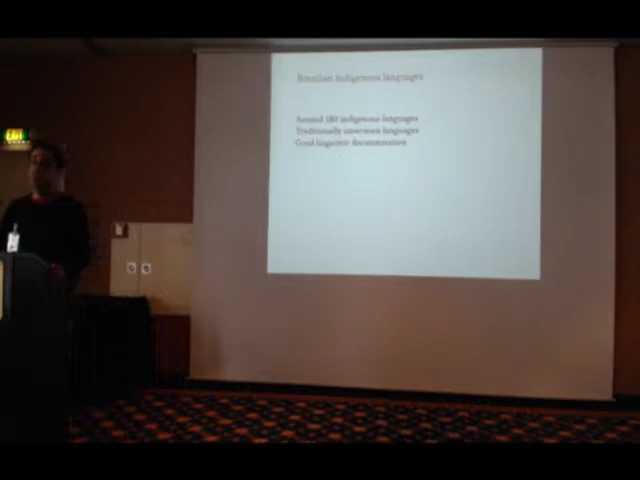 EXIT
Brazilian indigenous languages
Around 180 indigenous languages
Traditionally unwritten languages
Good linguistic documentation